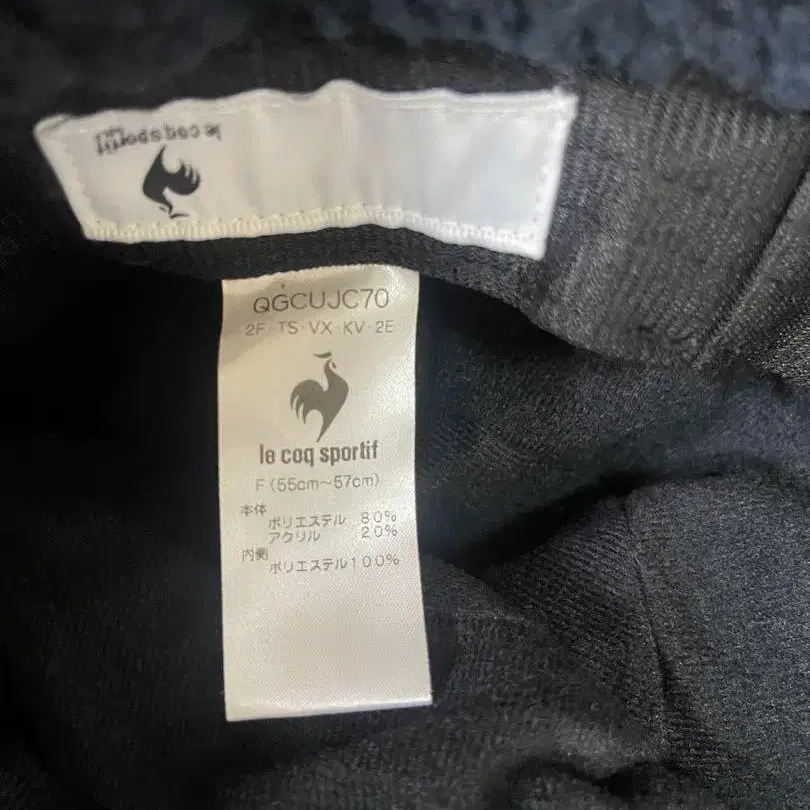 le coq sportif
QGCUJC70
2F・TS・VX・KV・2E
le coq sportif
F (55cm～57cm)
本体
ポリエステル 80%
アクリル 20%
内側
ポリエステル100%